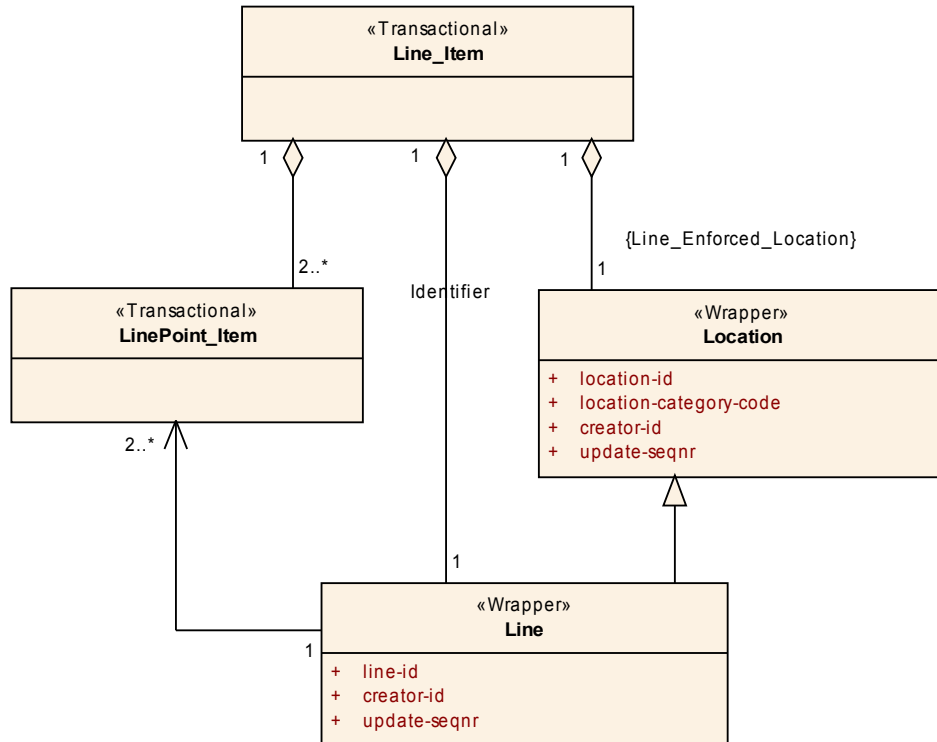 «Transactional»
Line_Item
1
1
1
{Line_Enforced_Location}
2..*
1
Identifier
«Transactional»
LinePoint_Item
«Wrapper»
Location
+ location-id
+ location-category-code
+ creator-id
+ update-seqnr
2..*
1
«Wrapper»
Line
1
+ line-id
+ creator-id
+ update-seqnr